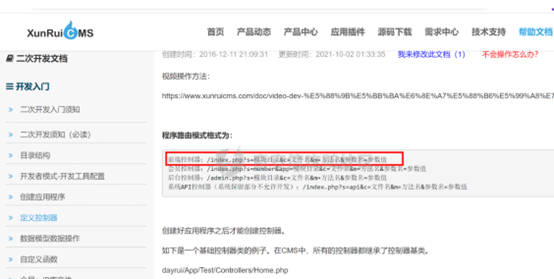 XunRuiCMS
首页 产品动态 产品中心 应用插件 源码下载 需求中心 技术支持 帮助文档
二次开发文档
开发入门
二次开发入门须知
二次开发须知（必读）
目录结构
开发者模式-开发工具配置
创建应用程序
定义控制器
数据模型数据操作
自定义函数
创建时间：2016-12-11 21:09:31 更新时间：2021-10-02 01:33:35 我来修改此文档（1） 不会操作怎么办?
视频操作方法：
https://www.xunruicms.com/doc/video-dev-%E5%88%9B%E5%BB%BA%E6%8E%A7%E5%88%B6%E5%99%A8%E7
程序路由模式格式为：
前端控制器：/index.php?s=模块目录&c=文件名&m=方法名&参数名=参数值
会员控制器：/index.php?s=member&app=模块目录&c=文件名&m=方法名&参数名=参数值
后台控制器：/admin.php?s=模块目录&c=文件名&m=方法名&参数名=参数值
系统API控制器（系统保留部分不允许开发）：/index.php?s=api&c=文件名&m=方法名&参数名=参数值
创建好应用程序之后才能创建控制器。
如下是一个基础控制器类的例子。在CMS中，所有的控制器都继承了控制器基类。
dayrui/App/Test/Controllers/Home.php